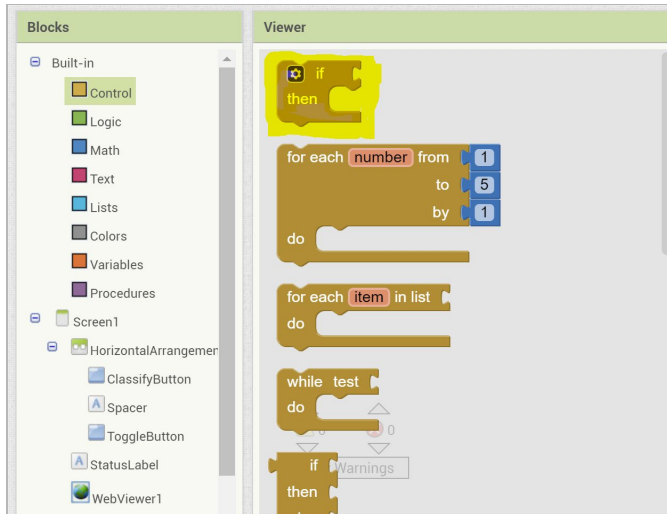 Blocks
Viewer
Built-in
Control
Logic
Math
Text
Lists
Colors
Variables
Procedures
Screen1
HorizontalArrangemen
ClassifyButton
A Spacer
ToggleButton
A StatusLabel
WebViewer1
if
then
for each number from 1
to 5
by 1
do
for each item in list
do
while test
do
0
if
Warnings
then